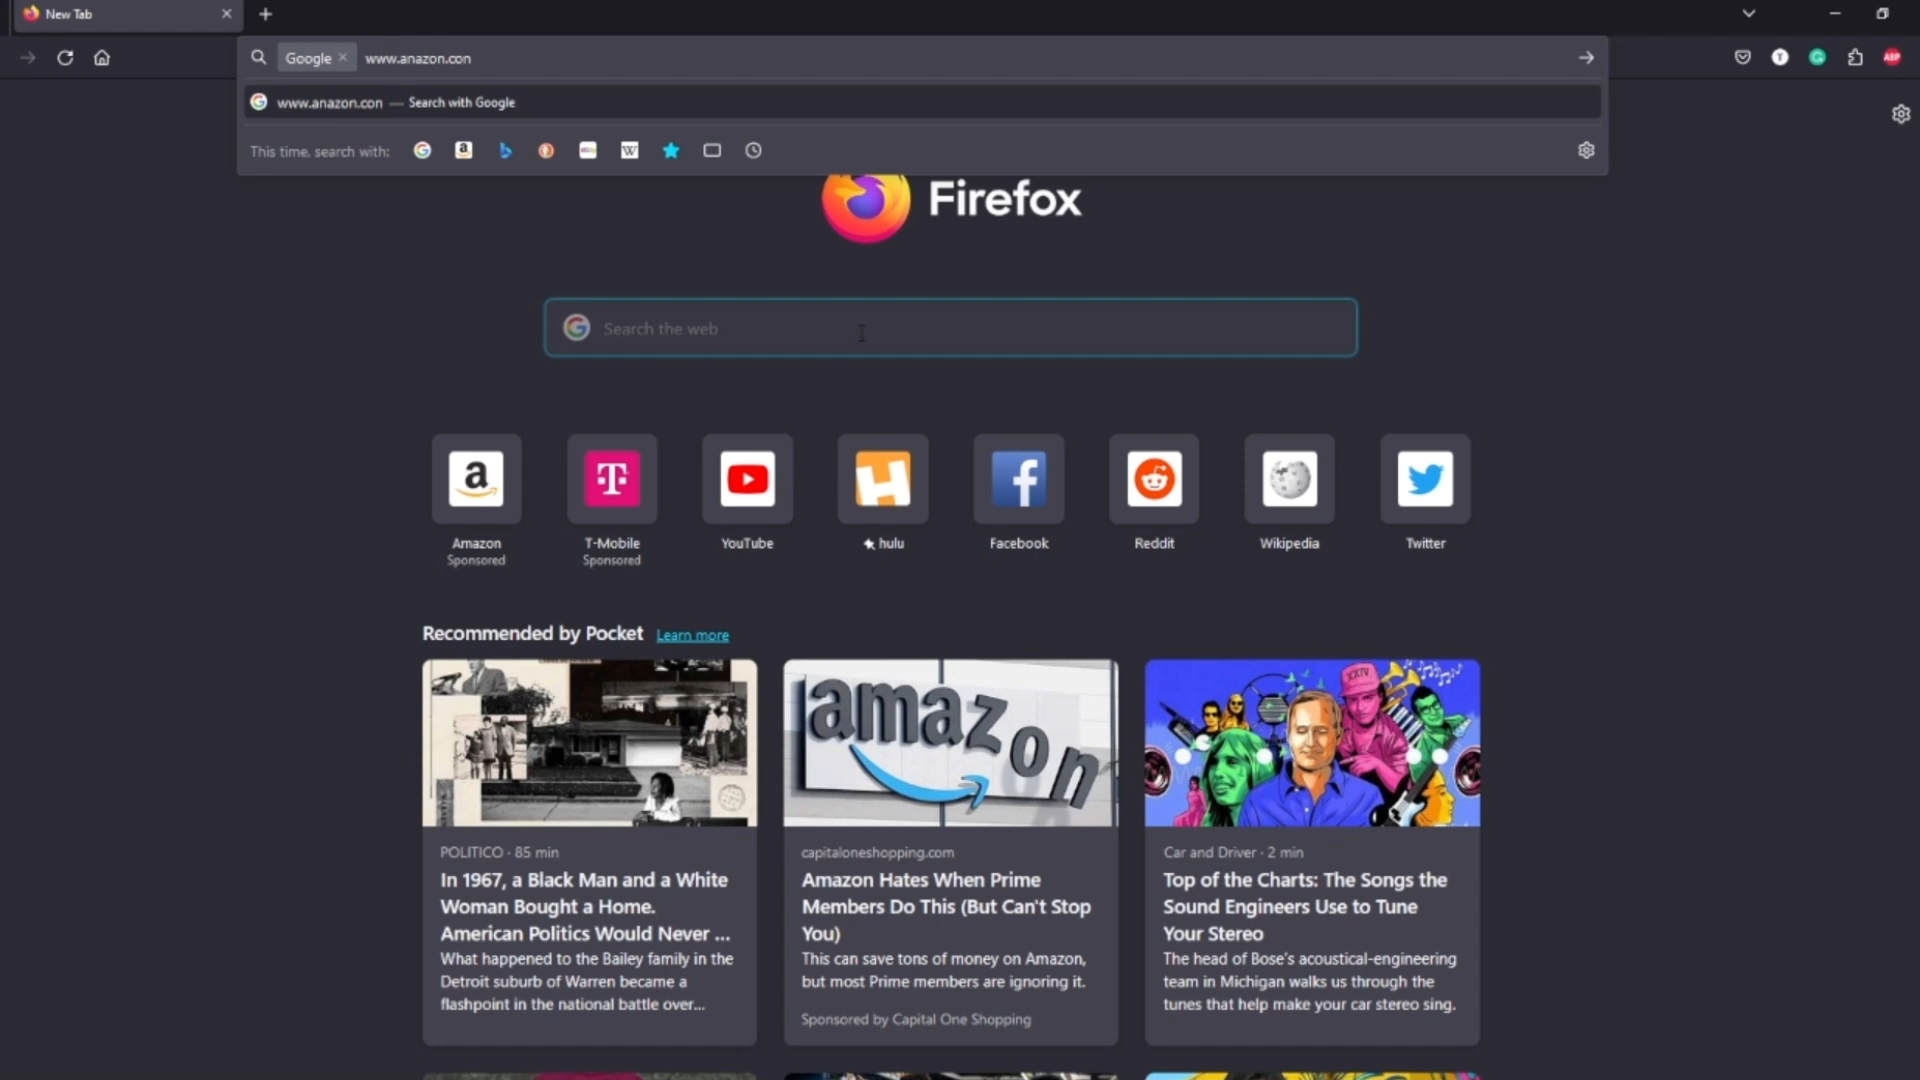 New Tab
Google www.anazon.con
www.anazon.con — Search with Google
This time, search with:
Firefox
Search the web
Amazon
Sponsored
T-Mobile
Sponsored
YouTube
hulu
Facebook
Reddit
Wikipedia
Twitter
Recommended by Pocket Learn more
amazon
XXIV
POLITICO · 85 min
In 1967, a Black Man and a White
Woman Bought a Home.
American Politics Would Never ...
What happened to the Bailey family in the
Detroit suburb of Warren became a
flashpoint in the national battle over...
capitaloneshopping.com
Amazon Hates When Prime
Members Do This (But Can't Stop
You)
This can save tons of money on Amazon,
but most Prime members are ignoring it.
Sponsored by Capital One Shopping
Car and Driver · 2 min
Top of the Charts: The Songs the
Sound Engineers Use to Tune
Your Stereo
The head of Bose's acoustical-engineering
team in Michigan walks us through the
tunes that help make your car stereo sing.